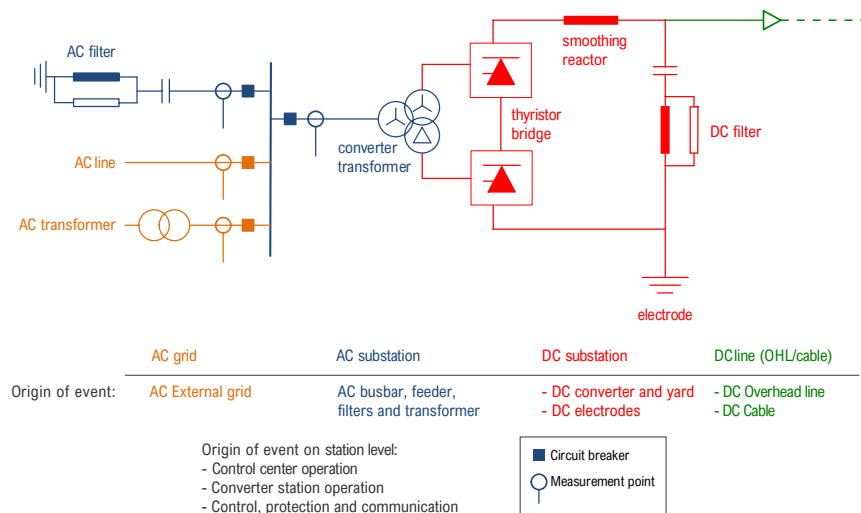 AC filter
smoothing
reactor
thyristor
bridge
DC filter
converter
transformer
AC line
AC transformer
electrode
AC grid AC substation DC substation DC line (OHL/cable)
Origin of event: AC External grid AC busbar, feeder, - DC converter and yard - DC Overhead line
filters and transformer - DC electrodes - DC Cable
Origin of event on station level:
- Control center operation
- Converter station operation
- Control, protection and communication
Circuit breaker
Measurement point